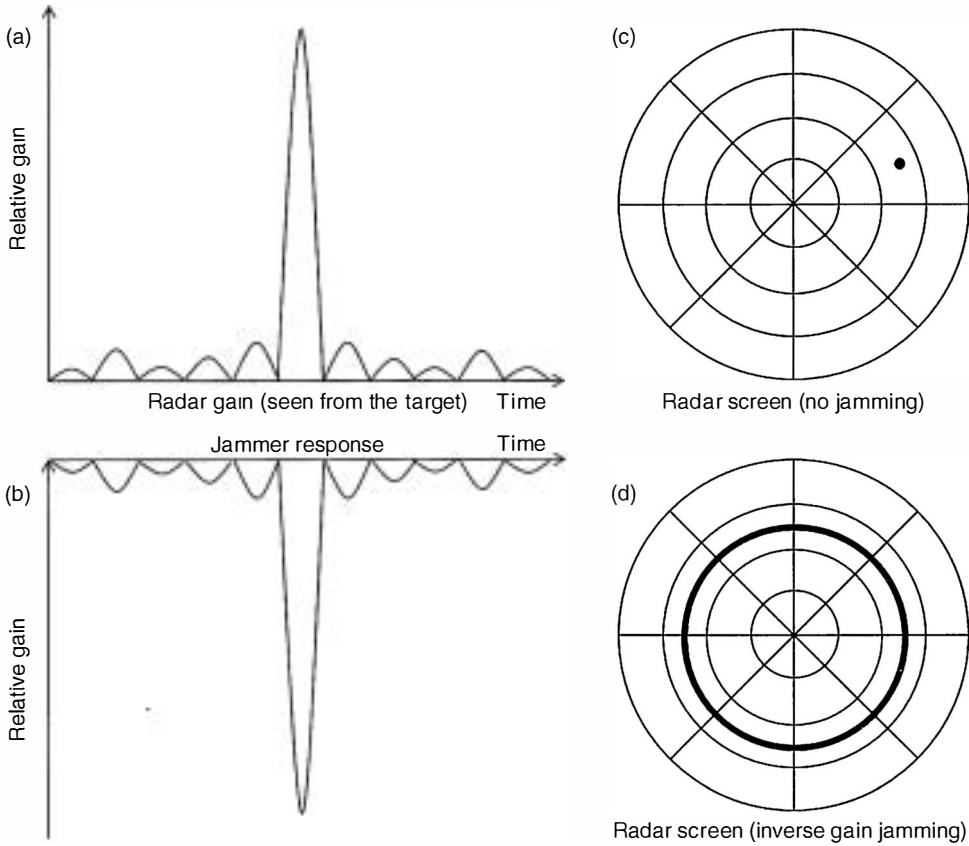 (a)
Relative gain
Radar gain (seen from the target) Time
(b)
Jammer response Time
Relative gain
(c)
Radar screen (no jamming)
(d)
Radar screen (inverse gain jamming)